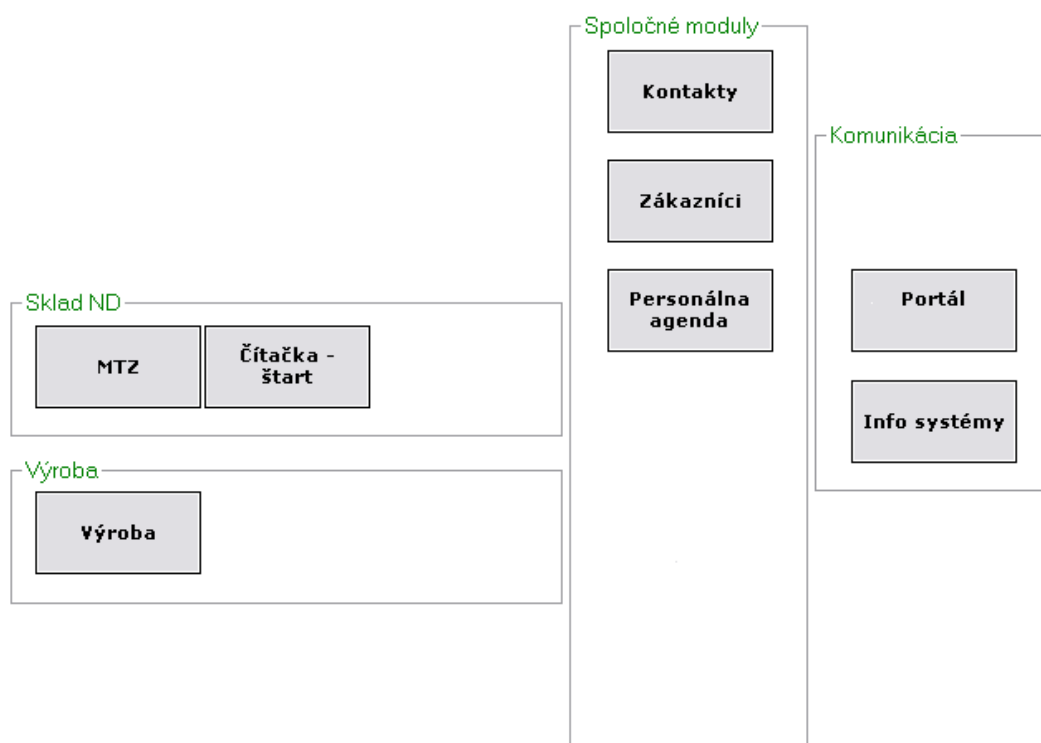 Spoločné moduly
Kontakty
Zákazníci
Personálna
agenda
Komunikácia
Portál
Info systémy
Sklad ND
MTZ
Čítačka -
štart
Výroba
Výroba